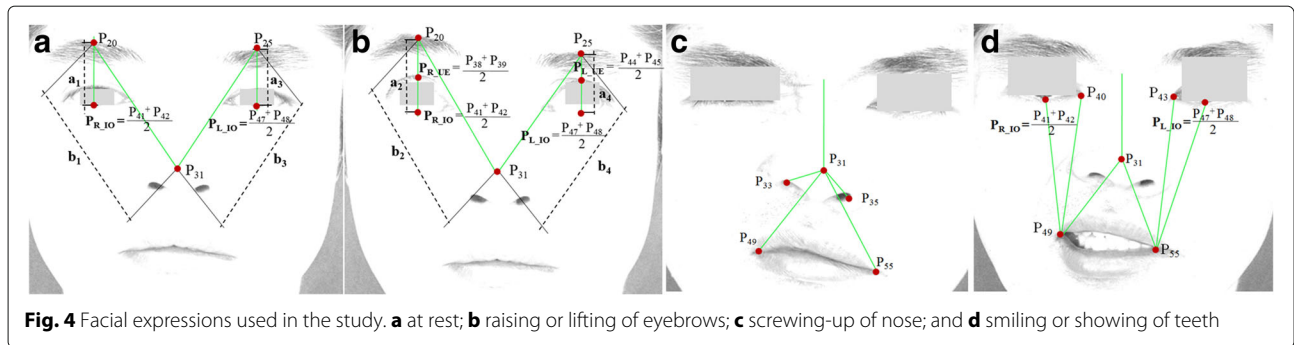 a
P20
P25
a1
a3
PR_IO = P41 + P42 / 2
PL_IO = P47 + P48 / 2
b1
b3
P31
b
P20
P25
PR_UE = P38 + P39 / 2
PL_UE = P44 + P45 / 2
a2
a4
PR_IO = P41 + P42 / 2
PL_IO = P47 + P48 / 2
b2
b4
P31
c
P31
P33
P35
P49
P55
d
P40
P43
PR_IO = P41 + P42 / 2
PL_IO = P47 + P48 / 2
P31
P49
P55
Fig. 4 Facial expressions used in the study. a at rest; b raising or lifting of eyebrows; c screwing-up of nose; and d smiling or showing of teeth